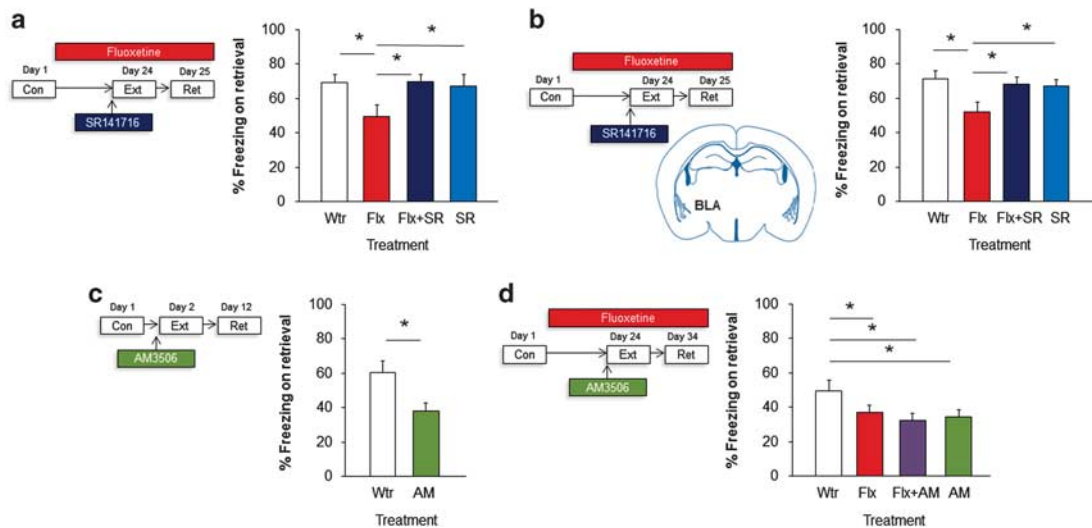 a
Fluoxetine
Day 1
Day 24
Day 25
Con
Ext
Ret
SR141716
% Freezing on retrieval
100
80
60
40
20
0
Wtr
Flx
Flx+SR
SR
Treatment
*
*
*
b
Fluoxetine
Day 1
Day 24
Day 25
Con
Ext
Ret
SR141716
BLA
% Freezing on retrieval
100
80
60
40
20
0
Wtr
Flx
Flx+SR
SR
Treatment
*
*
*
c
Day 1
Day 2
Day 12
Con
Ext
Ret
AM3506
% Freezing on retrieval
100
80
60
40
20
0
Wtr
AM
Treatment
*
d
Fluoxetine
Day 1
Day 24
Day 34
Con
Ext
Ret
AM3506
% Freezing on retrieval
100
80
60
40
20
0
Wtr
Flx
Flx+AM
AM
Treatment
*
*
*